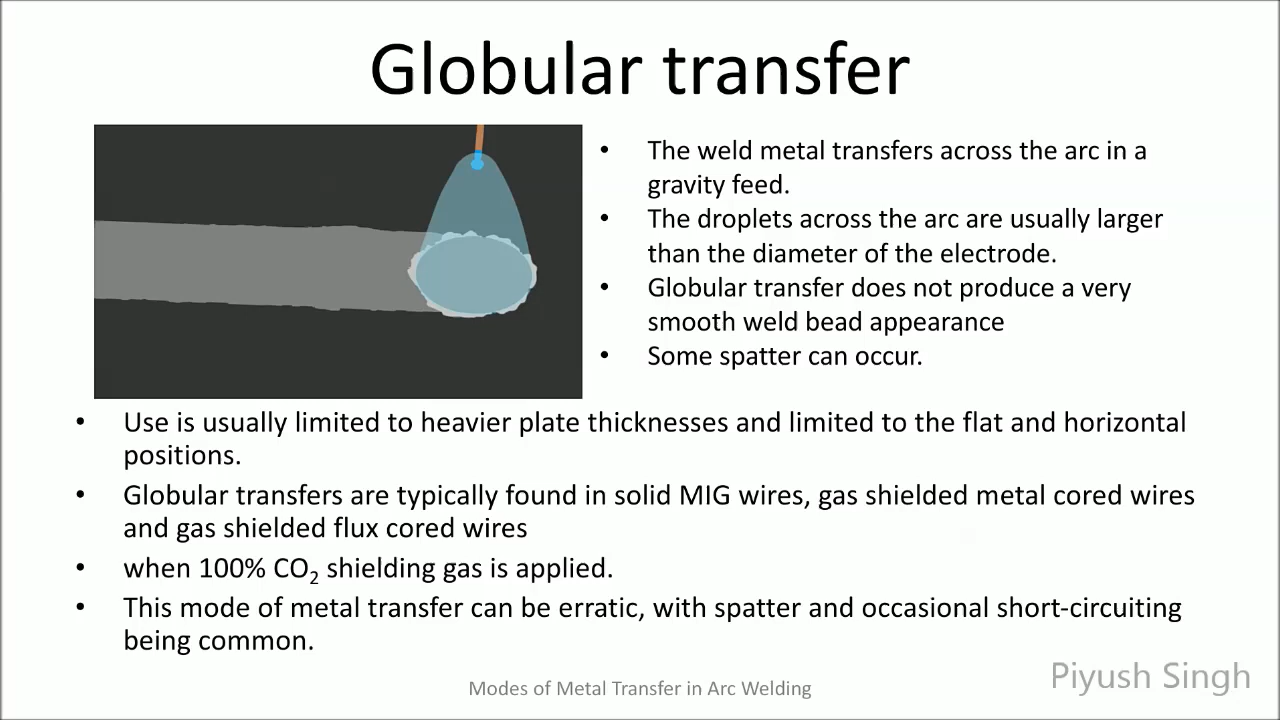 Globular transfer
• The weld metal transfers across the arc in a
gravity feed.
• The droplets across the arc are usually larger
than the diameter of the electrode.
• Globular transfer does not produce a very
smooth weld bead appearance
• Some spatter can occur.
• Use is usually limited to heavier plate thicknesses and limited to the flat and horizontal
positions.
• Globular transfers are typically found in solid MIG wires, gas shielded metal cored wires
and gas shielded flux cored wires
• when 100% CO₂ shielding gas is applied.
• This mode of metal transfer can be erratic, with spatter and occasional short-circuiting
being common.
Modes of Metal Transfer in Arc Welding
Piyush Singh